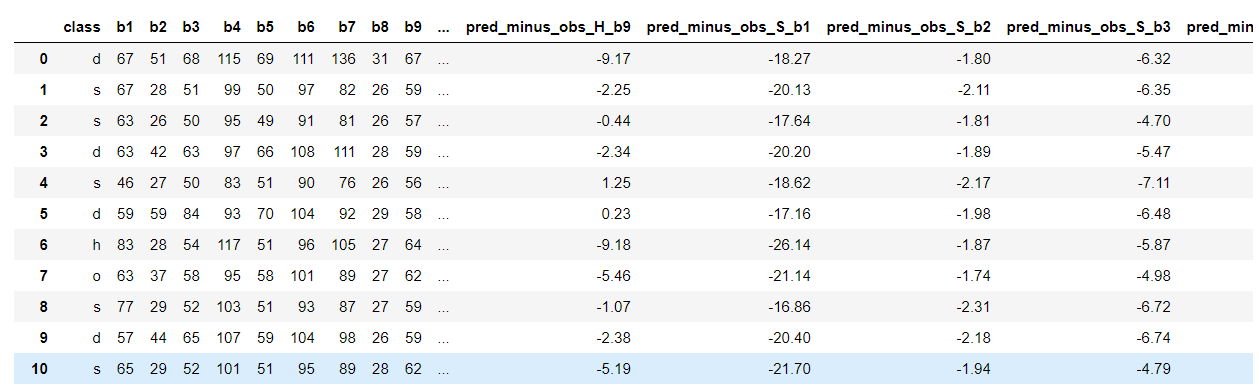 class b1 b2 b3 b4 b5 b6 b7 b8 b9 ... pred_minus_obs_H_b9 pred_minus_obs_S_b1 pred_minus_obs_S_b2 pred_minus_obs_S_b3 pred_min
0 d 67 51 68 115 69 111 136 31 67 ... -9.17 -18.27 -1.80 -6.32
1 s 67 28 51 99 50 97 82 26 59 ... -2.25 -20.13 -2.11 -6.35
2 s 63 26 50 95 49 91 81 26 57 ... -0.44 -17.64 -1.81 -4.70
3 d 63 42 63 97 66 108 111 28 59 ... -2.34 -20.20 -1.89 -5.47
4 s 46 27 50 83 51 90 76 26 56 ... 1.25 -18.62 -2.17 -7.11
5 d 59 59 84 93 70 104 92 29 58 ... 0.23 -17.16 -1.98 -6.48
6 h 83 28 54 117 51 96 105 27 64 ... -9.18 -26.14 -1.87 -5.87
7 o 63 37 58 95 58 101 89 27 62 ... -5.46 -21.14 -1.74 -4.98
8 s 77 29 52 103 51 93 87 27 59 ... -1.07 -16.86 -2.31 -6.72
9 d 57 44 65 107 59 104 98 26 59 ... -2.38 -20.40 -2.18 -6.74
10 s 65 29 52 101 51 95 89 28 62 ... -5.19 -21.70 -1.94 -4.79